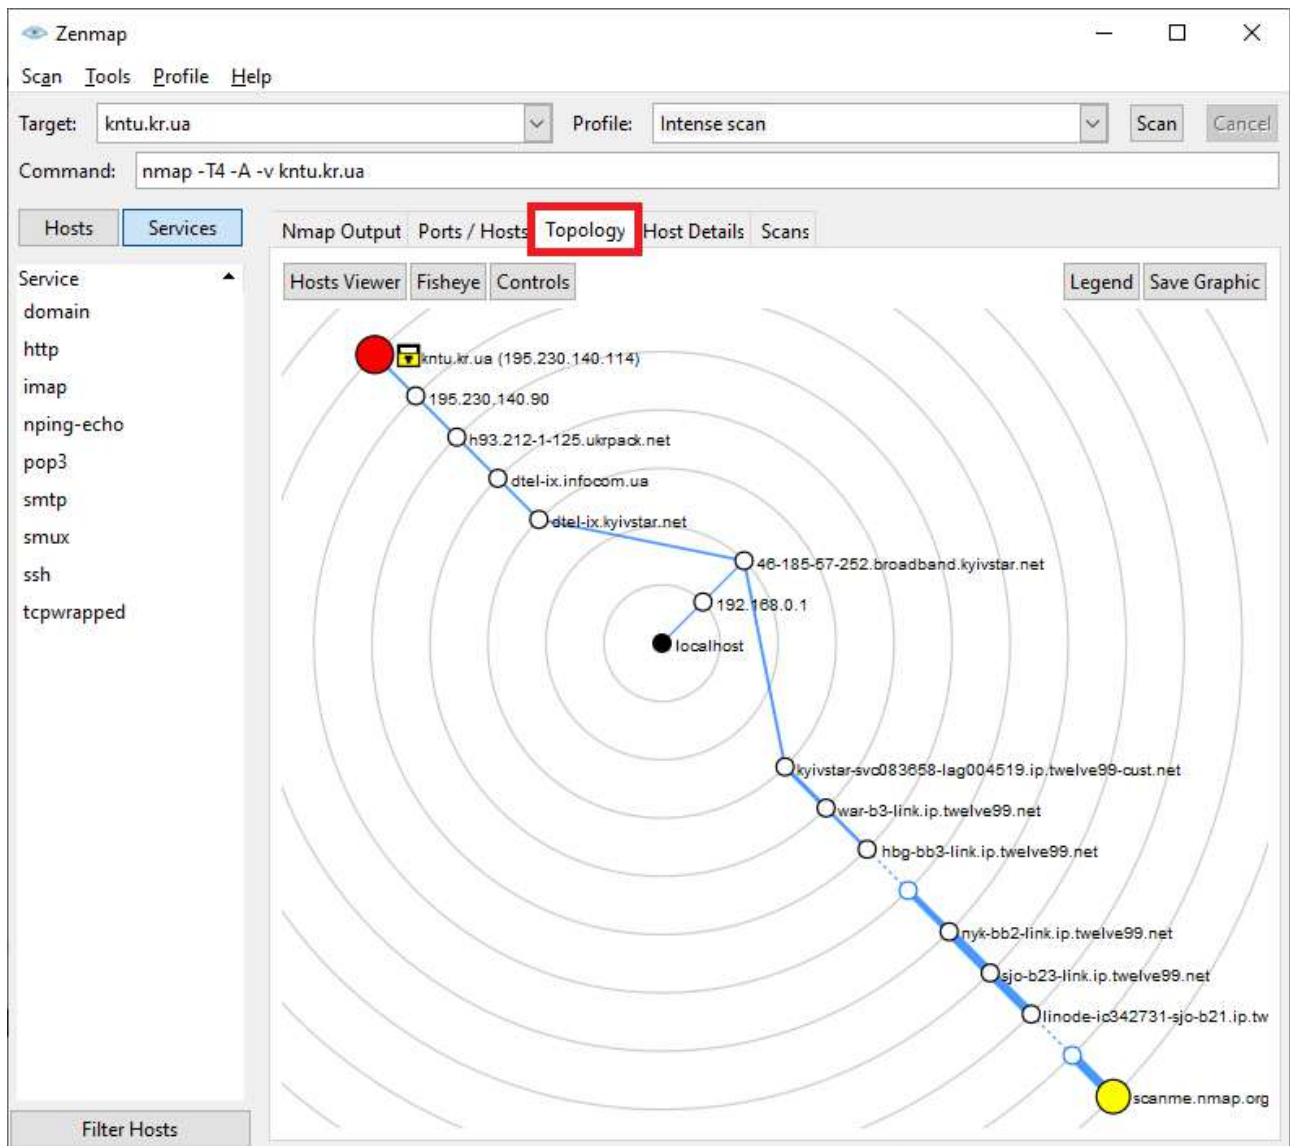 Zenmap
Scan Tools Profile Help
Target: kntu.kr.ua Profile: Intense scan Scan Cancel
Command: nmap -T4 -A -v kntu.kr.ua
Hosts Services
Nmap Output Ports / Hosts Topology Host Details Scans
Service
domain
http
imap
nping-echo
pop3
smtp
smux
ssh
tcpwrapped
Filter Hosts
Hosts Viewer Fisheye Controls Legend Save Graphic
kntu.kr.ua (195.230.140.114)
195.230.140.90
h93.212-1-125.ukrpack.net
dtel-ix.infocom.ua
dtel-ix.kyivstar.net
46-185-57-252.broadband.kyivstar.net
192.168.0.1
localhost
kyivstar-svc083658-lag004519.ip.twelve99-cust.net
war-b3-link.ip.twelve99.net
hbg-bb3-link.ip.twelve99.net
nyk-bb2-link.ip.twelve99.net
sjo-b23-link.ip.twelve99.net
linode-ic342731-sjo-b21.ip.tw
scanme.nmap.org